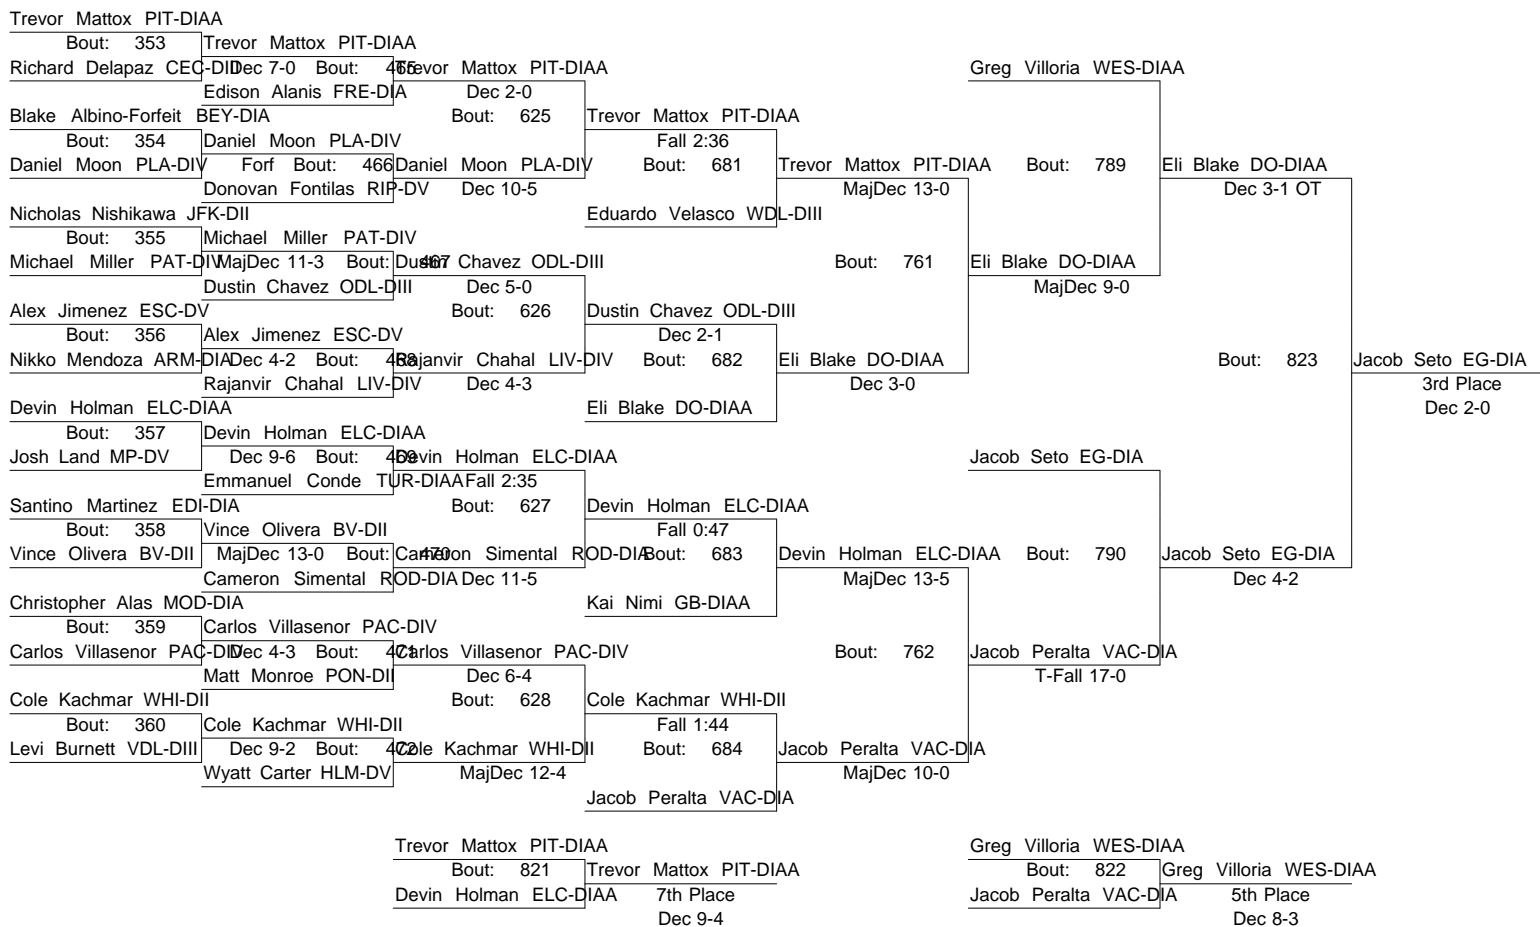 Trevor Mattox PIT-DIAA
Bout: 353 Trevor Mattox PIT-DIAA
Richard Delapaz CEC-DII Dec 7-0 Bout: 465 Trevor Mattox PIT-DIAA Greg Villoria WES-DIAA
Edison Alanis FRE-DIA Dec 2-0
Blake Albino-Forfeit BEY-DIA Bout: 625 Trevor Mattox PIT-DIAA
Bout: 354 Daniel Moon PLA-DIV Fall 2:36
Daniel Moon PLA-DIV Forf Bout: 466 Daniel Moon PLA-DIV Bout: 681 Trevor Mattox PIT-DIAA Bout: 789 Eli Blake DO-DIAA
Donovan Fontilas RIP-DV Dec 10-5 MajDec 13-0 Dec 3-1 OT
Nicholas Nishikawa JFK-DII Eduardo Velasco WDL-DIII
Bout: 355 Michael Miller PAT-DIV
Michael Miller PAT-DIV MajDec 11-3 Bout: 467 Dustin Chavez ODL-DIII Bout: 761 Eli Blake DO-DIAA
Dustin Chavez ODL-DIII Dec 5-0 MajDec 9-0
Alex Jimenez ESC-DV Bout: 626 Dustin Chavez ODL-DIII
Bout: 356 Alex Jimenez ESC-DV Dec 2-1
Nikko Mendoza ARM-DIA Dec 4-2 Bout: 468 Rajanvir Chahal LIV-DIV Bout: 682 Eli Blake DO-DIAA Bout: 823 Jacob Seto EG-DIA
Rajanvir Chahal LIV-DIV Dec 4-3 Dec 3-0 3rd Place
Devin Holman ELC-DIAA Eli Blake DO-DIAA Dec 2-0
Bout: 357 Devin Holman ELC-DIAA
Josh Land MP-DV Dec 9-6 Bout: 469 Devin Holman ELC-DIAA Jacob Seto EG-DIA
Emmanuel Conde TUR-DIAA Fall 2:35
Santino Martinez EDI-DIA Bout: 627 Devin Holman ELC-DIAA
Bout: 358 Vince Olivera BV-DII Fall 0:47
Vince Olivera BV-DII MajDec 13-0 Bout: 470 Cameron Simental ROD-DIA Bout: 683 Devin Holman ELC-DIAA Bout: 790 Jacob Seto EG-DIA
Cameron Simental ROD-DIA Dec 11-5 MajDec 13-5 Dec 4-2
Christopher Alas MOD-DIA Kai Nimi GB-DIAA
Bout: 359 Carlos Villasenor PAC-DIV
Carlos Villasenor PAC-DIV Dec 4-3 Bout: 471 Carlos Villasenor PAC-DIV Bout: 762 Jacob Peralta VAC-DIA
Matt Monroe PON-DII Dec 6-4 T-Fall 17-0
Cole Kachmar WHI-DII Bout: 628 Cole Kachmar WHI-DII
Bout: 360 Cole Kachmar WHI-DII Fall 1:44
Levi Burnett VDL-DIII Dec 9-2 Bout: 472 Cole Kachmar WHI-DII Bout: 684 Jacob Peralta VAC-DIA
Wyatt Carter HLM-DV MajDec 12-4 MajDec 10-0
Jacob Peralta VAC-DIA
Trevor Mattox PIT-DIAA Greg Villoria WES-DIAA
Bout: 821 Trevor Mattox PIT-DIAA Bout: 822 Greg Villoria WES-DIAA
Devin Holman ELC-DIAA 7th Place Jacob Peralta VAC-DIA 5th Place
Dec 9-4 Dec 8-3